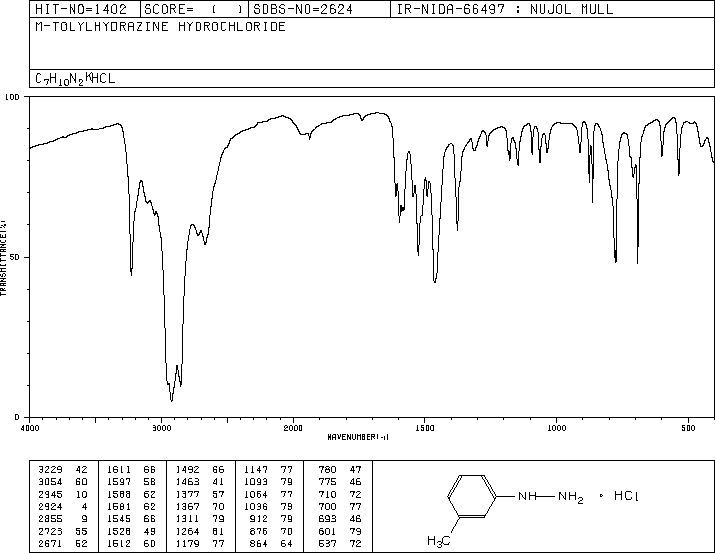 HIT-NO=1402 SCORE= ( ) SDBS-NO=2624 IR-NIDA-66497 : NUJOL MULL
M-TOLYLHYDRAZINE HYDROCHLORIDE
C7H10N2KHCL
100
50
0
TRANSMITTANCE(%)
4000 3000 2000 1500 1000 500
WAVENUMBER(-1)
3229 42 1611 66 1492 66 1147 77 780 47
3054 60 1597 58 1463 41 1093 79 775 46
2945 10 1588 62 1377 57 1064 77 710 72
2924 4 1581 62 1367 70 1036 79 700 77
2855 9 1545 66 1311 79 912 79 693 46
2723 55 1528 49 1264 81 876 70 601 79
2671 52 1512 60 1179 77 864 64 537 72
NH NH2 • HCl
H3C